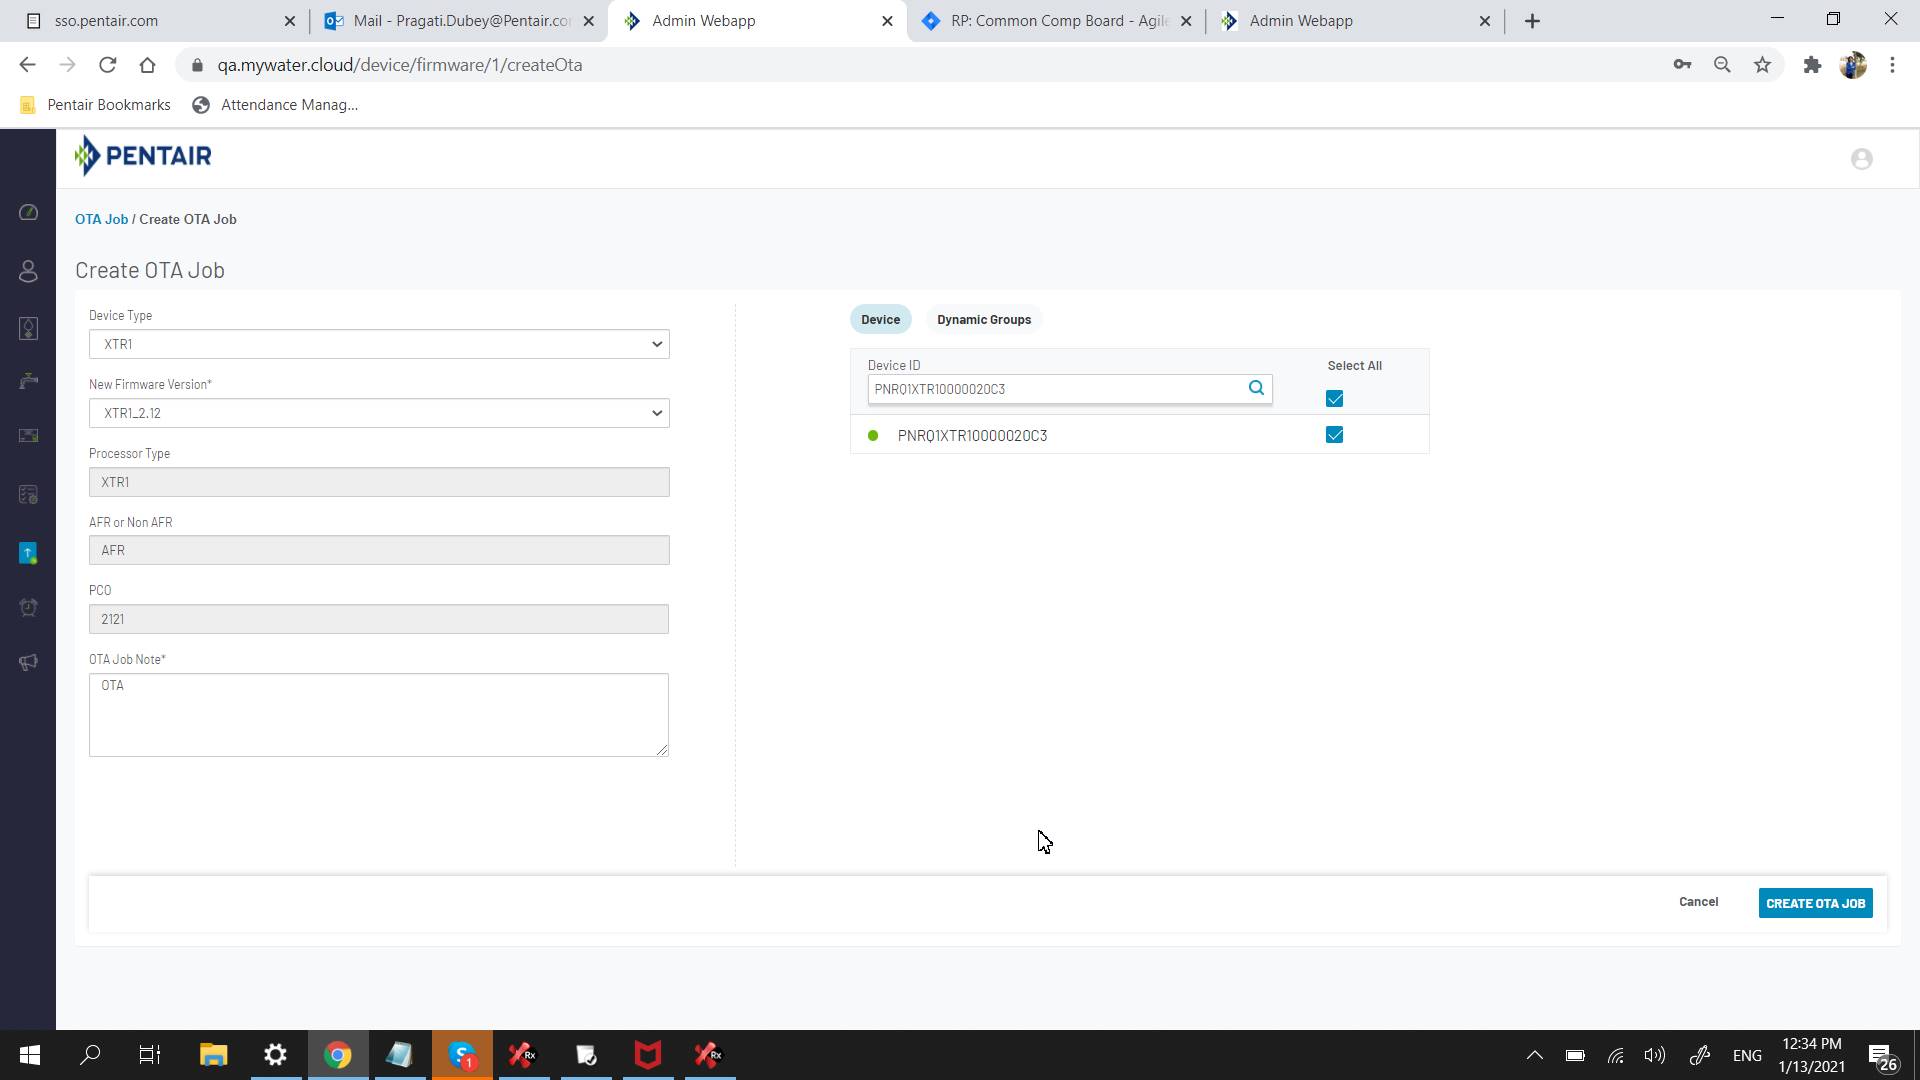 sso.pentair.com
Mail - Pragati.Dubey@Pentair.co
Admin Webapp
RP: Common Comp Board - Agile
Admin Webapp
qa.mywater.cloud/device/firmware/1/createOta
Pentair Bookmarks
Attendance Manag...
PENTAIR
OTA Job / Create OTA Job
Create OTA Job
Device Type
XTR1
New Firmware Version*
XTR1_2.12
Processor Type
XTR1
AFR or Non AFR
AFR
PCO
2121
OTA Job Note*
OTA
Device
Dynamic Groups
Device ID
Select All
PNRQ1XTR10000020C3
PNRQ1XTR10000020C3
Cancel
CREATE OTA JOB
S
1
Rx
Rx
ENG
12:34 PM
1/13/2021
26